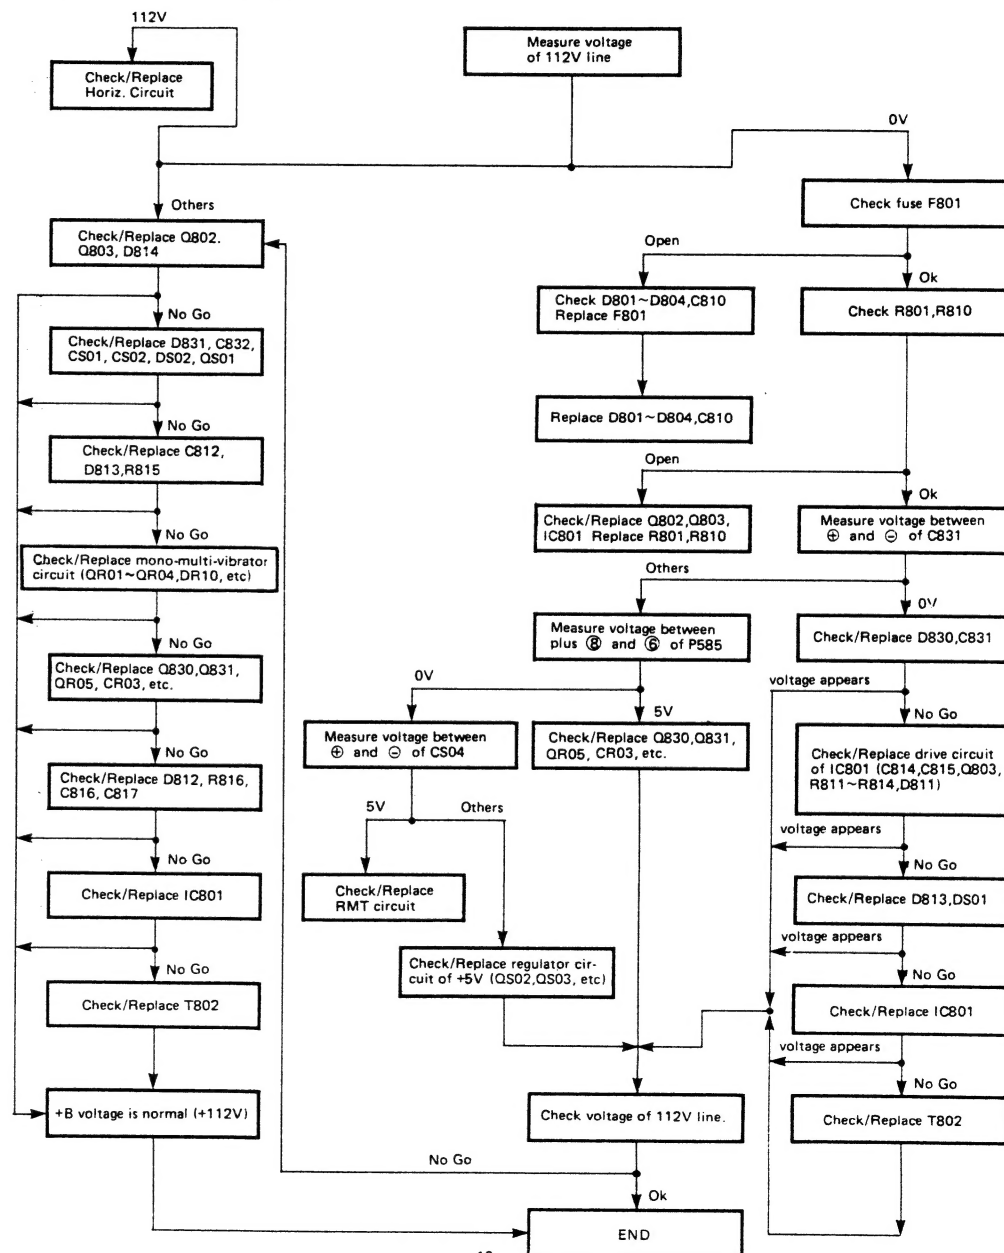 112V
Measure voltage
of 112V line
Check/Replace
Horiz. Circuit
0V
Check fuse F801
Others
Check/Replace Q802.
Q803, D814
Open
Ok
Check D801~D804,C810
Replace F801
Check R801,R810
No Go
Check/Replace D831, C832,
CS01, CS02, DS02, QS01
Replace D801~D804,C810
No Go
Check/Replace C812,
D813,R815
Open
Ok
Check/Replace Q802,Q803,
IC801 Replace R801,R810
Measure voltage between
⊕ and ⊖ of C831
No Go
Check/Replace mono-multi-vibrator
circuit (QR01~QR04,DR10, etc)
Others
0V
Measure voltage between
plus ⑧ and ⑥ of P585
Check/Replace D830,C831
No Go
Check/Replace Q830,Q831,
QR05, CR03, etc.
0V
5V
voltage appears
No Go
Measure voltage between
⊕ and ⊖ of CS04
Check/Replace Q830,Q831,
QR05, CR03, etc.
Check/Replace drive circuit
of IC801 (C814,C815,Q803,
R811~R814,D811)
No Go
Check/Replace D812, R816,
C816, C817
5V
Others
voltage appears
No Go
No Go
Check/Replace IC801
Check/Replace
RMT circuit
Check/Replace D813,DS01
voltage appears
No Go
No Go
Check/Replace T802
Check/Replace regulator cir-
cuit of +5V (QS02,QS03, etc)
Check/Replace IC801
voltage appears
No Go
+B voltage is normal (+112V)
Check voltage of 112V line.
Check/Replace T802
No Go
Ok
END